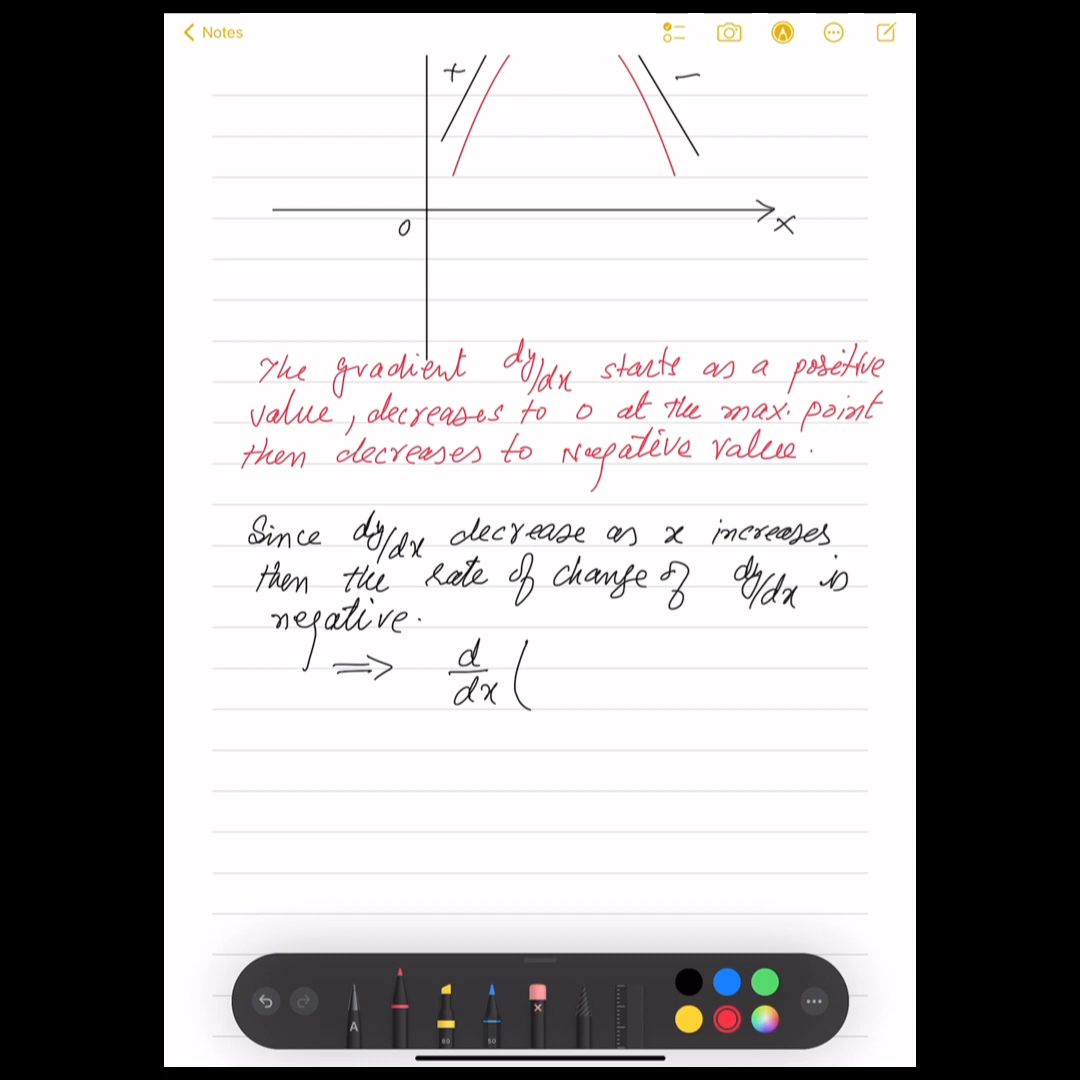 Notes
+
−
0
x
The gradient dy/dx starts as a positive
value, decreases to 0 at the max. point
then decreases to Negative value.
Since dy/dx decrease as x increases
then the rate of change of dy/dx is
negative.
⇒ d/dx (
A
80
50